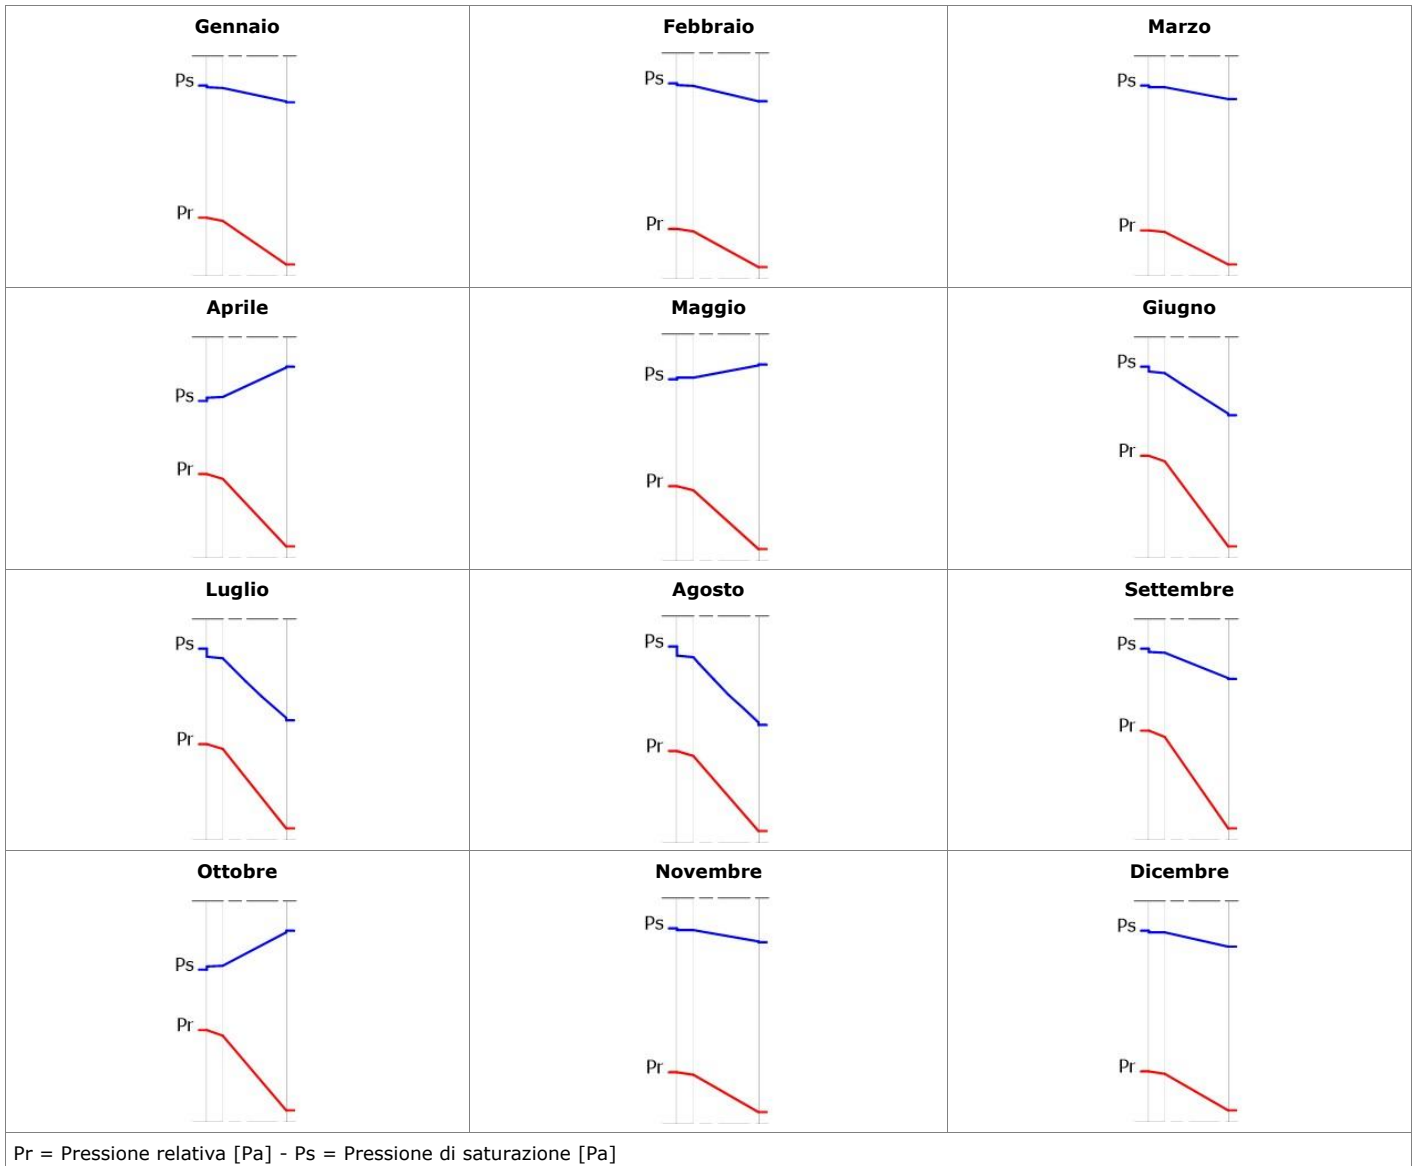 Gennaio
Febbraio
Marzo
Ps
Pr
Ps
Pr
Ps
Pr
Aprile
Maggio
Giugno
Ps
Pr
Ps
Pr
Ps
Pr
Luglio
Agosto
Settembre
Ps
Pr
Ps
Pr
Ps
Pr
Ottobre
Novembre
Dicembre
Ps
Pr
Ps
Pr
Ps
Pr
Pr = Pressione relativa [Pa] - Ps = Pressione di saturazione [Pa]